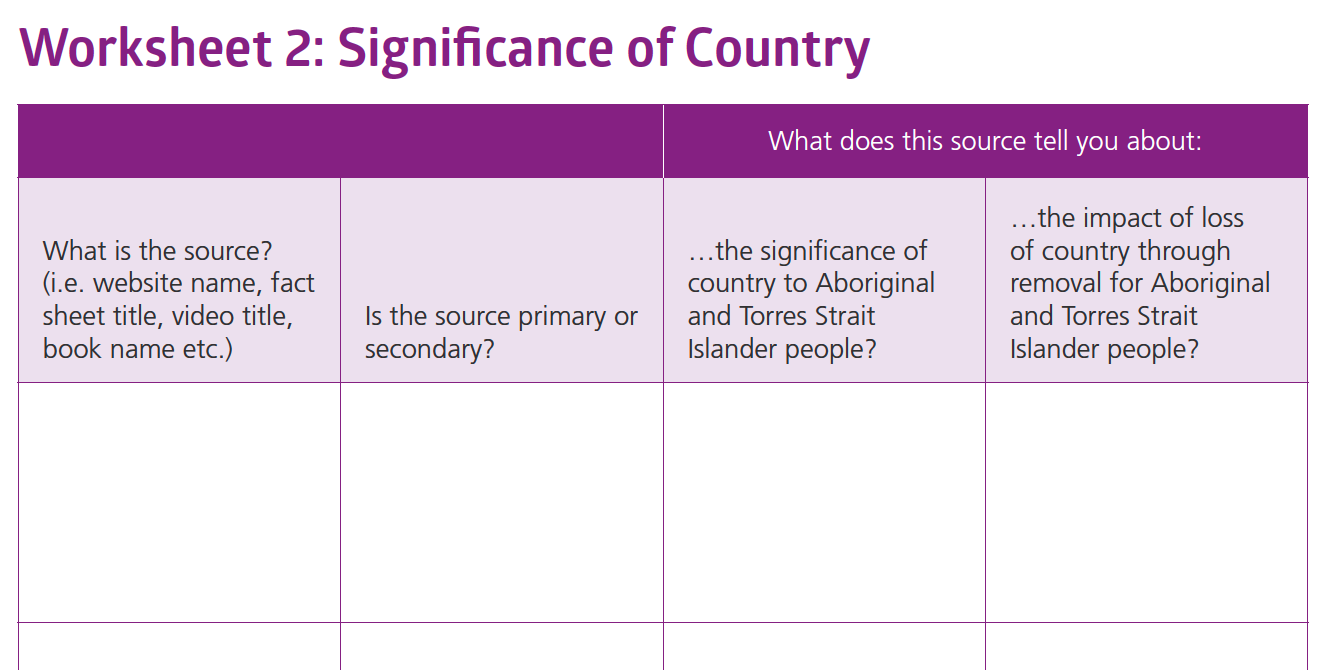 Worksheet 2: Significance of Country
What does this source tell you about:
What is the source?
(i.e. website name, fact
sheet title, video title,
book name etc.)
Is the source primary or
secondary?
…the significance of
country to Aboriginal
and Torres Strait
Islander people?
…the impact of loss
of country through
removal for Aboriginal
and Torres Strait
Islander people?